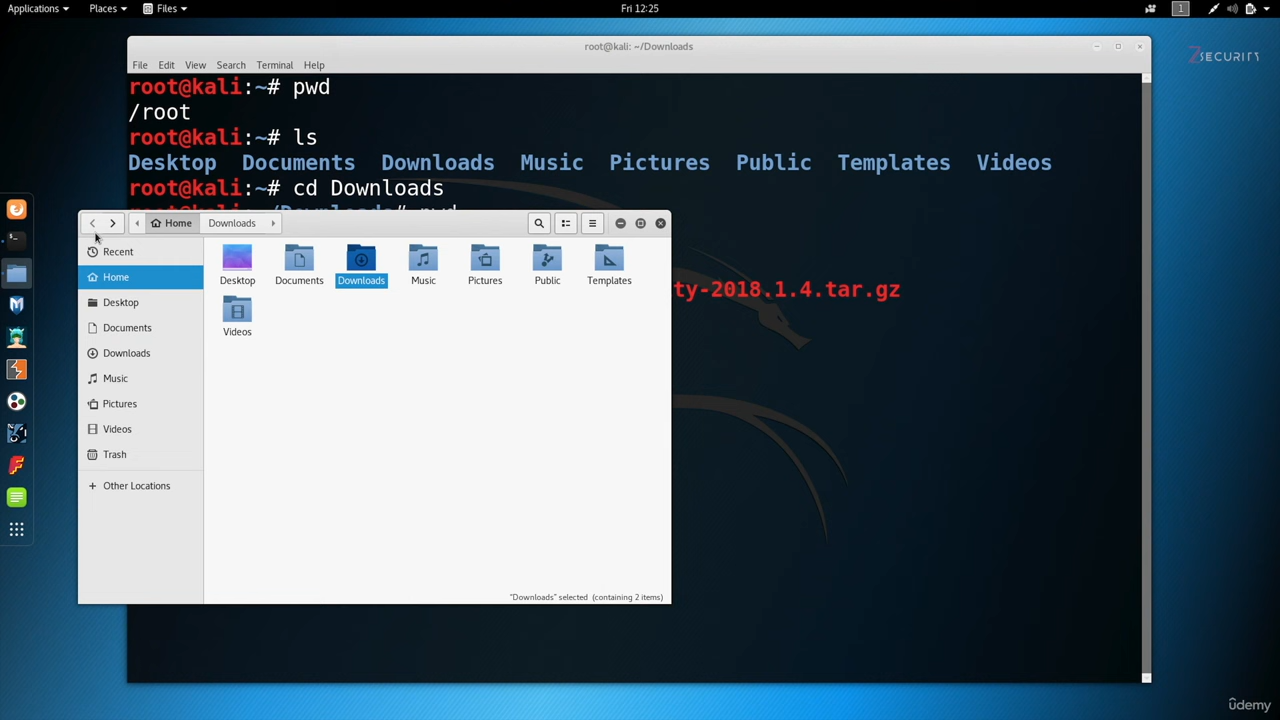 Applications Places Files Fri 12:25 1
root@kali: ~/Downloads
ZSECURITY
File Edit View Search Terminal Help
root@kali:~# pwd
/root
root@kali:~# ls
Desktop Documents Downloads Music Pictures Public Templates Videos
root@kali:~# cd Downloads
Home Downloads
Recent
Home
Desktop
Documents
Downloads
Music
Pictures
Videos
Trash
+ Other Locations
Desktop Documents Downloads Music Pictures Public Templates
Videos
"Downloads" selected (containing 2 items)
ty-2018.1.4.tar.gz
ûdemy